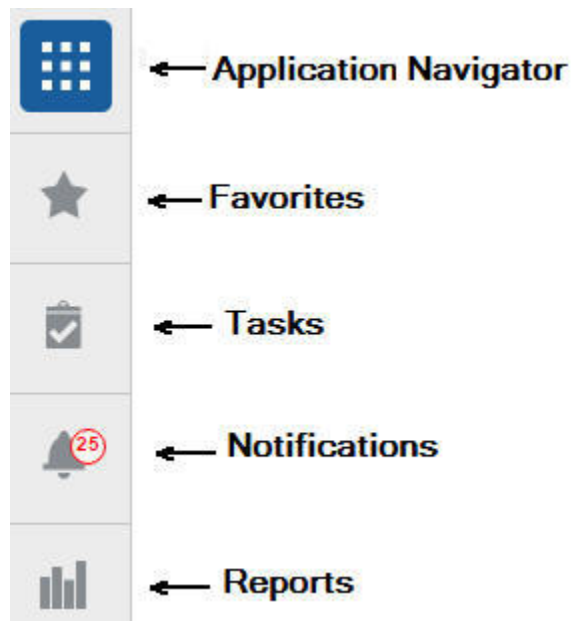 Application Navigator
Favorites
Tasks
25
Notifications
Reports